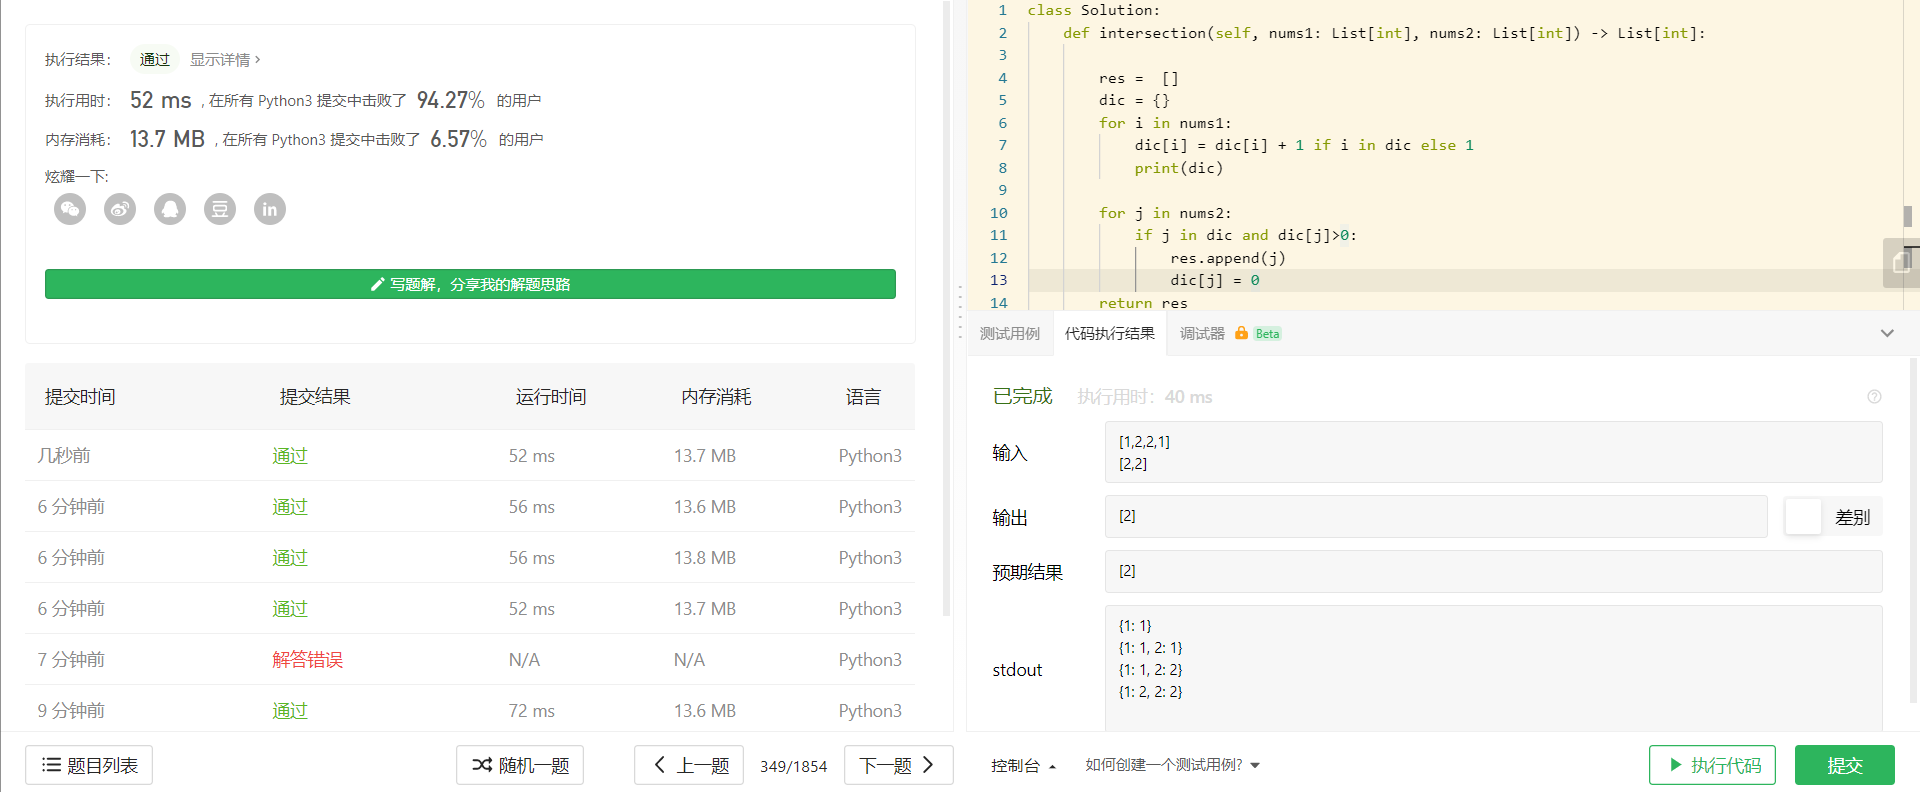 执行结果： 通过 显示详情 ›
执行用时： 52 ms , 在所有 Python3 提交中击败了 94.27% 的用户
内存消耗： 13.7 MB , 在所有 Python3 提交中击败了 6.57% 的用户
炫耀一下:
豆 in
写题解，分享我的解题思路
提交时间 提交结果 运行时间 内存消耗 语言
几秒前 通过 52 ms 13.7 MB Python3
6 分钟前 通过 56 ms 13.6 MB Python3
6 分钟前 通过 56 ms 13.8 MB Python3
6 分钟前 通过 52 ms 13.7 MB Python3
7 分钟前 解答错误 N/A N/A Python3
9 分钟前 通过 72 ms 13.6 MB Python3
题目列表 随机一题 上一题 349/1854 下一题
1 class Solution:
2     def intersection(self, nums1: List[int], nums2: List[int]) -> List[int]:
3
4         res =  []
5         dic = {}
6         for i in nums1:
7             dic[i] = dic[i] + 1 if i in dic else 1
8             print(dic)
9
10         for j in nums2:
11             if j in dic and dic[j]>0:
12                 res.append(j)
13                 dic[j] = 0
14         return res
测试用例 代码执行结果 调试器 Beta
已完成 执行用时： 40 ms
输入
[1,2,2,1]
[2,2]
输出 [2] 差别
预期结果 [2]
stdout
{1: 1}
{1: 1, 2: 1}
{1: 1, 2: 2}
{1: 2, 2: 2}
控制台 如何创建一个测试用例? 执行代码 提交